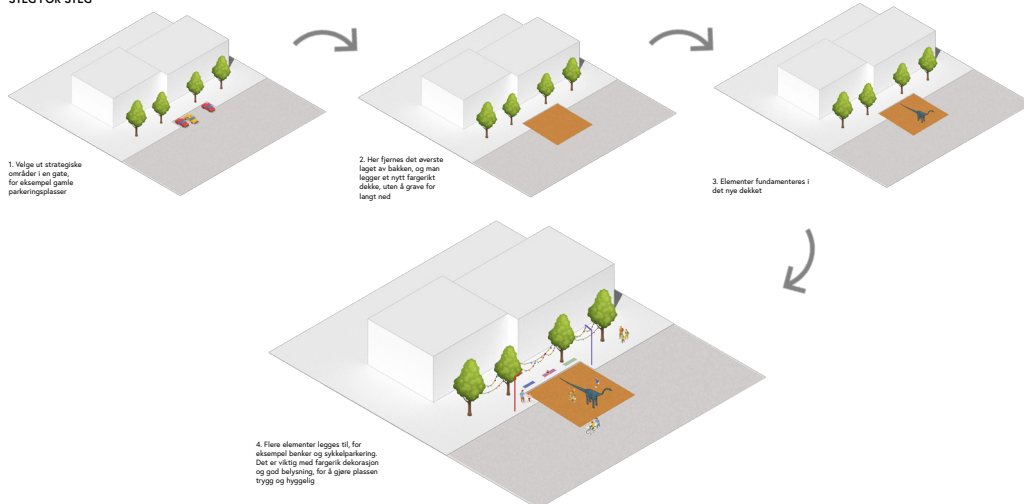 STEG FOR STEG
1. Velge ut strategiske
områder i en gate,
for eksempel gamle
parkeringsplasser
2. Her fjernes det øverste
laget av bakken, og man
legger et nytt fargerikt
dekke, uten å grave for
langt ned
3. Elementer fundamenteres i
det nye dekket
4. Flere elementer legges til, for
eksempel benker og sykkelparkering.
Det er viktig med fargerik dekorasjon
og god belysning, for å gjøre plassen
trygg og hyggelig